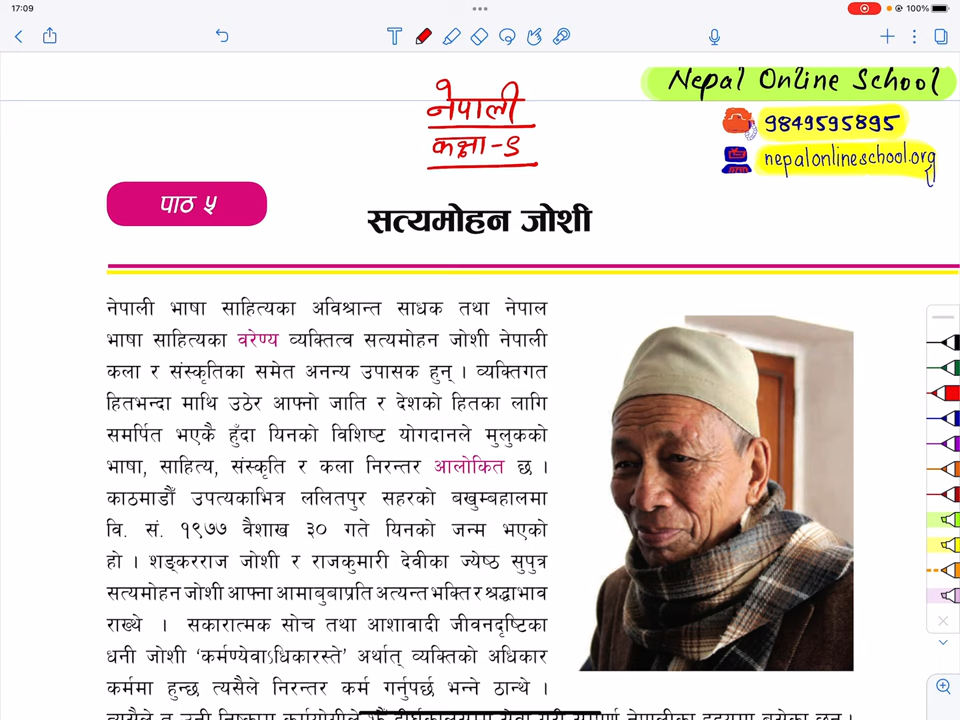 17:09
100%
Nepal Online School
नेपाली
9849595895
कक्षा - ९
nepalonlineschool.org
पाठ ५
सत्यमोहन जोशी
नेपाली भाषा साहित्यका अविश्रान्त साधक तथा नेपाल
भाषा साहित्यका वरेण्य व्यक्तित्व सत्यमोहन जोशी नेपाली
कला र संस्कृतिका समेत अनन्य उपासक हुन् । व्यक्तिगत
हितभन्दा माथि उठेर आफ्नो जाति र देशको हितका लागि
समर्पित भएकै हुँदा यिनको विशिष्ट योगदानले मुलुकको
भाषा, साहित्य, संस्कृति र कला निरन्तर आलोकित छ ।
काठमाडौँ उपत्यकाभित्र ललितपुर सहरको बखुम्बहालमा
वि. सं. १९७७ वैशाख ३० गते यिनको जन्म भएको
हो । शङ्करराज जोशी र राजकुमारी देवीका ज्येष्ठ सुपुत्र
सत्यमोहन जोशी आफ्ना आमाबुबाप्रति अत्यन्त भक्ति र श्रद्धाभाव
राख्थे । सकारात्मक सोच तथा आशावादी जीवनदृष्टिका
धनी जोशी ‘कर्मण्येवाऽधिकारस्ते’ अर्थात् व्यक्तिको अधिकार
कर्ममा हुन्छ त्यसैले निरन्तर कर्म गर्नुपर्छ भन्ने ठान्थे ।